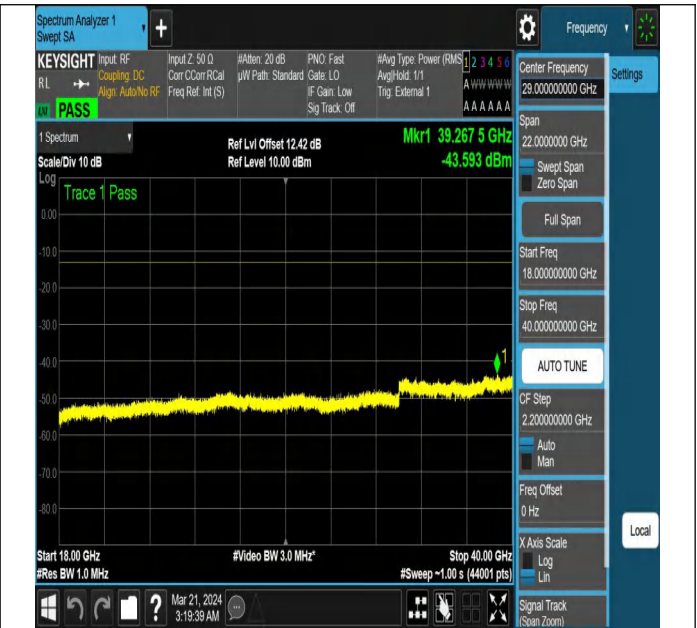 Spectrum Analyzer 1
Swept SA
+
Frequency
KEYSIGHT
Input: RF
Coupling: DC
Align: Auto/No RF
Input Z: 50 Ω
Corr CCorr RCal
Freq Ref: Int (S)
#Atten: 20 dB
µW Path: Standard
PNO: Fast
Gate: LO
IF Gain: Low
Sig Track: Off
#Avg Type: Power (RMS
Avg|Hold: 1/1
Trig: External 1
1 2 3 4 5 6
A W W W W W
A A A A A A
RL
PASS
1 Spectrum
Scale/Div 10 dB
Ref Lvl Offset 12.42 dB
Ref Level 10.00 dBm
Mkr1 39.267 5 GHz
-43.593 dBm
Log
Trace 1 Pass
0.00
-10.0
-20.0
-30.0
-40.0
-50.0
-60.0
-70.0
-80.0
1
Start 18.00 GHz
#Res BW 1.0 MHz
#Video BW 3.0 MHz*
Stop 40.00 GHz
#Sweep ~1.00 s (44001 pts)
Mar 21, 2024
3:19:39 AM
?
Center Frequency
29.000000000 GHz
Span
22.0000000 GHz
Swept Span
Zero Span
Full Span
Start Freq
18.000000000 GHz
Stop Freq
40.000000000 GHz
AUTO TUNE
CF Step
2.200000000 GHz
Auto
Man
Freq Offset
0 Hz
X Axis Scale
Log
Lin
Signal Track
(Span Zoom)
Settings
Local